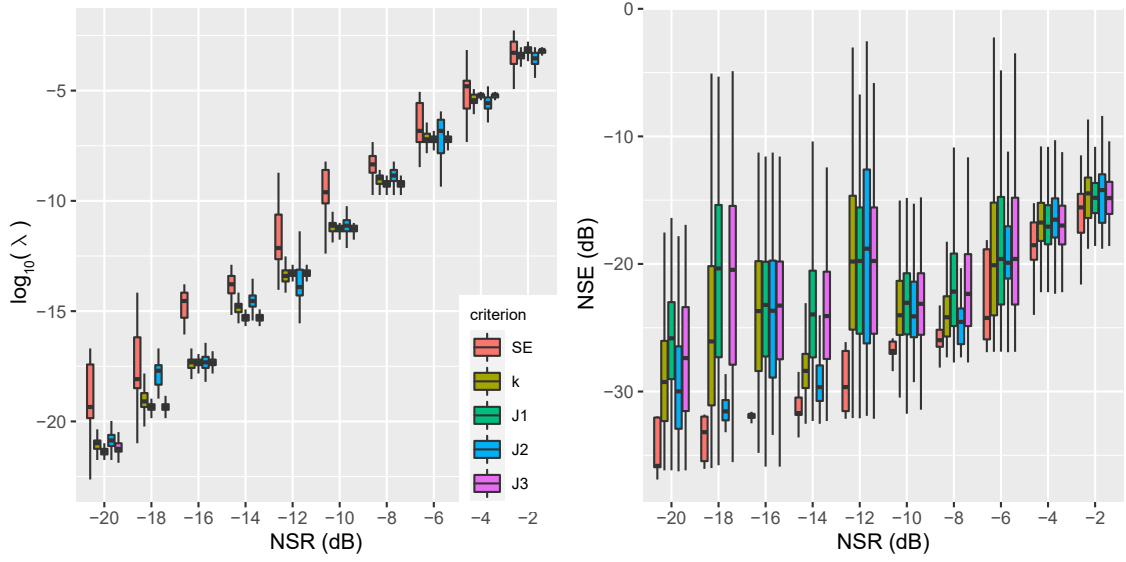 log10(λ)
−5
−10
−15
−20
−20 −18 −16 −14 −12 −10 −8 −6 −4 −2
NSR (dB)
criterion
SE
k
J1
J2
J3
NSE (dB)
0
−10
−20
−30
−20 −18 −16 −14 −12 −10 −8 −6 −4 −2
NSR (dB)